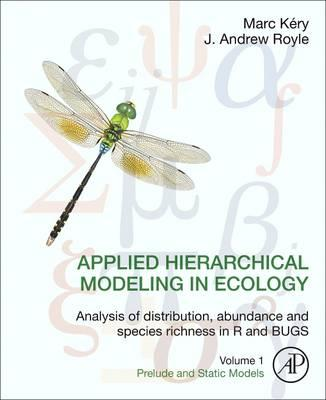 Marc Kéry
J. Andrew Royle
APPLIED HIERARCHICAL
MODELING IN ECOLOGY
Analysis of distribution, abundance and
species richness in R and BUGS
Volume 1
Prelude and Static Models
AP